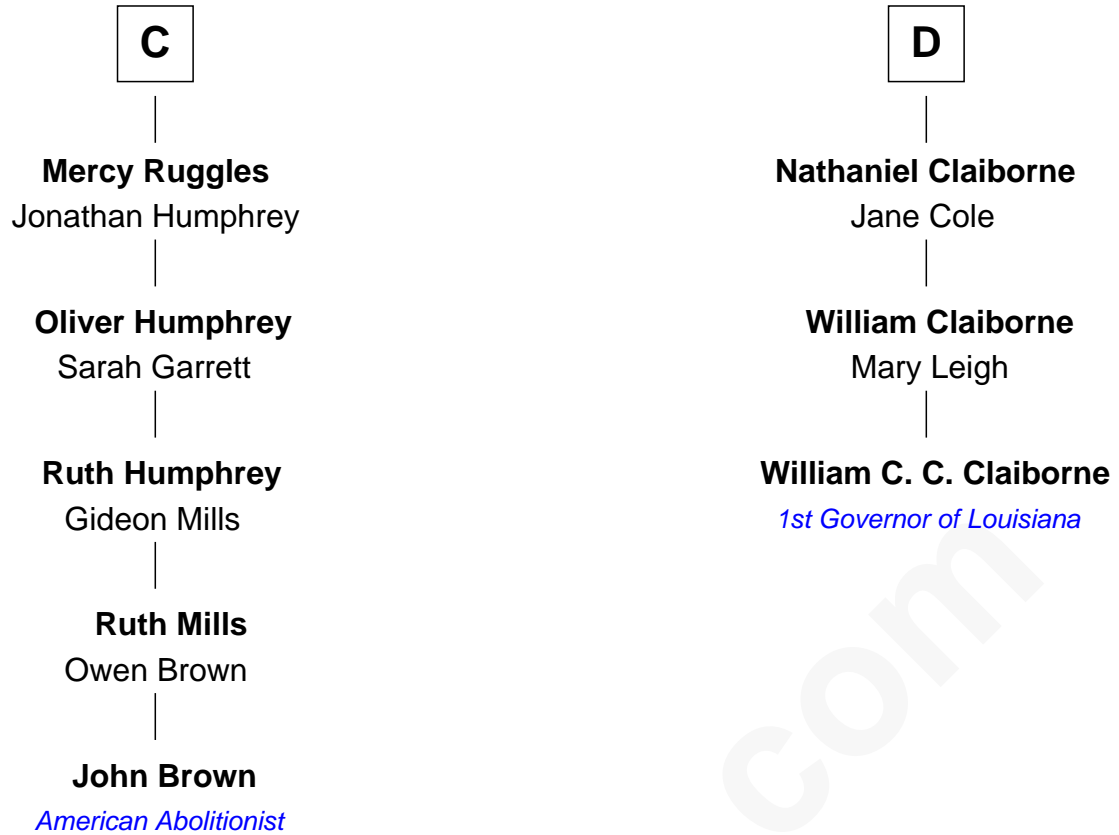 C
Mercy Ruggles
Jonathan Humphrey
Oliver Humphrey
Sarah Garrett
Ruth Humphrey
Gideon Mills
Ruth Mills
Owen Brown
John Brown
American Abolitionist
D
Nathaniel Claiborne
Jane Cole
William Claiborne
Mary Leigh
William C. C. Claiborne
1st Governor of Louisiana
com